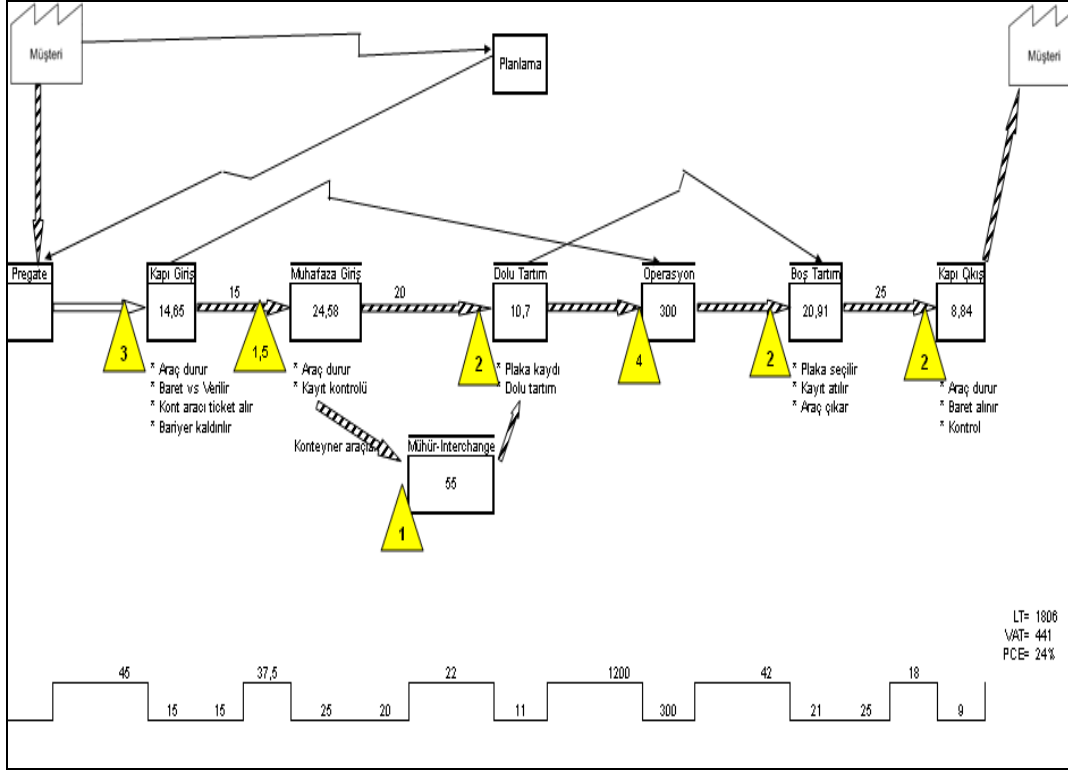 Müşteri
Planlama
Müşteri
Pregate
Kapı Giriş
14,65
15
Muhafaza Giriş
24,58
20
Dolu Tartım
10,7
Operasyon
300
Boş Tartım
20,91
25
Kapı Çıkış
8,84
3
1,5
2
4
2
2
* Araç durur
* Baret vs Verilir
* Kont aracı ticket alır
* Bariyer kaldırılır
* Araç durur
* Kayıt kontrolü
* Plaka kaydı
* Dolu tartım
* Plaka seçilir
* Kayıt atılır
* Araç çıkar
* Araç durur
* Baret alınır
* Kontrol
Konteyner
Mühür-Interchange
55
1
LT= 1806
VAT= 441
PCE= 24%
45
37,5
22
1200
42
18
15
15
25
20
11
300
21
25
9